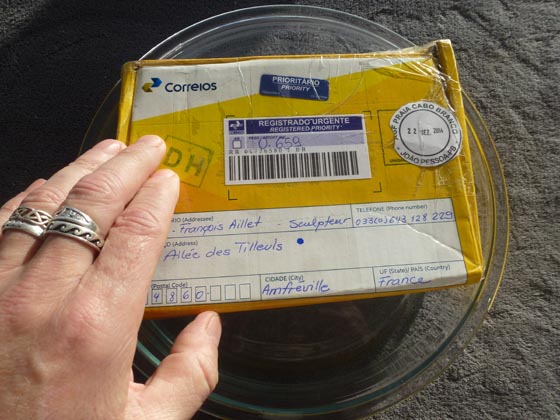 Correios
PRIORITÁRIO
PRIORITY
REGISTRADO URGENTE
REGISTERED PRIORITY
0.659
DH
PRAIA CABO BRANCO
22 DEZ. 2014
JOÃO PESSOA/PB
(Addressee)
TELEFONE (Phone number)
- François Aillet - Sculpteur
033(0)643 128 229
(Address)
Allée des Tilleuls
(Postal Code)
CIDADE (City)
UF (State) / PAÍS (Country)
4860
Amfreville
France